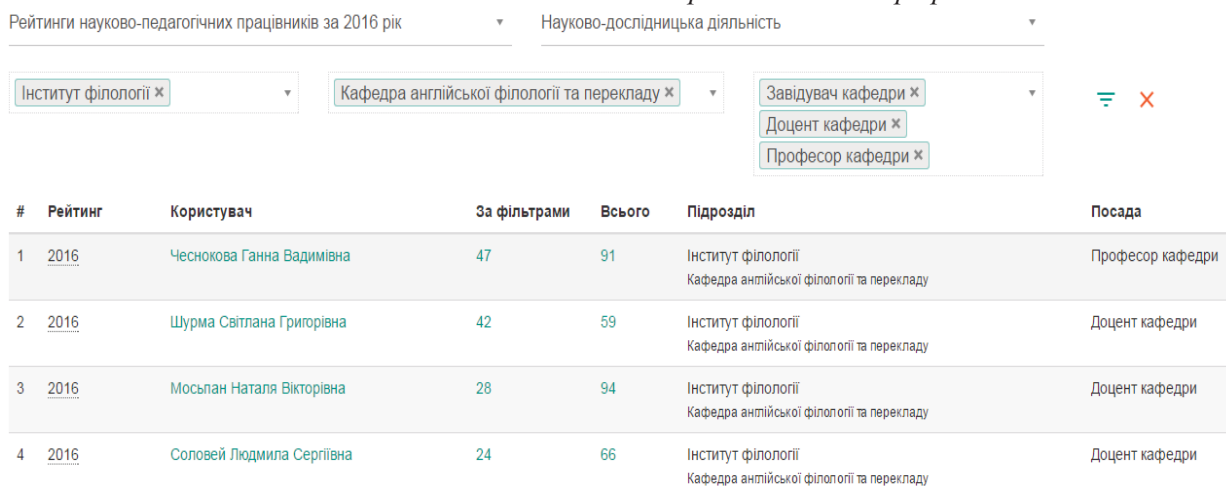 Рейтинги науково-педагогічних працівників за 2016 рік Науково-дослідницька діяльність
Інститут філології × Кафедра англійської філології та перекладу × Завідувач кафедри ×
Доцент кафедри ×
Професор кафедри ×
# Рейтинг Користувач За фільтрами Всього Підрозділ Посада
1 2016 Чеснокова Ганна Вадимівна 47 91 Інститут філології Професор кафедри
Кафедра англійської філології та перекладу
2 2016 Шурма Світлана Григорівна 42 59 Інститут філології Доцент кафедри
Кафедра англійської філології та перекладу
3 2016 Мосьпан Наталя Вікторівна 28 94 Інститут філології Доцент кафедри
Кафедра англійської філології та перекладу
4 2016 Соловей Людмила Сергіївна 24 66 Інститут філології Доцент кафедри
Кафедра англійської філології та перекладу